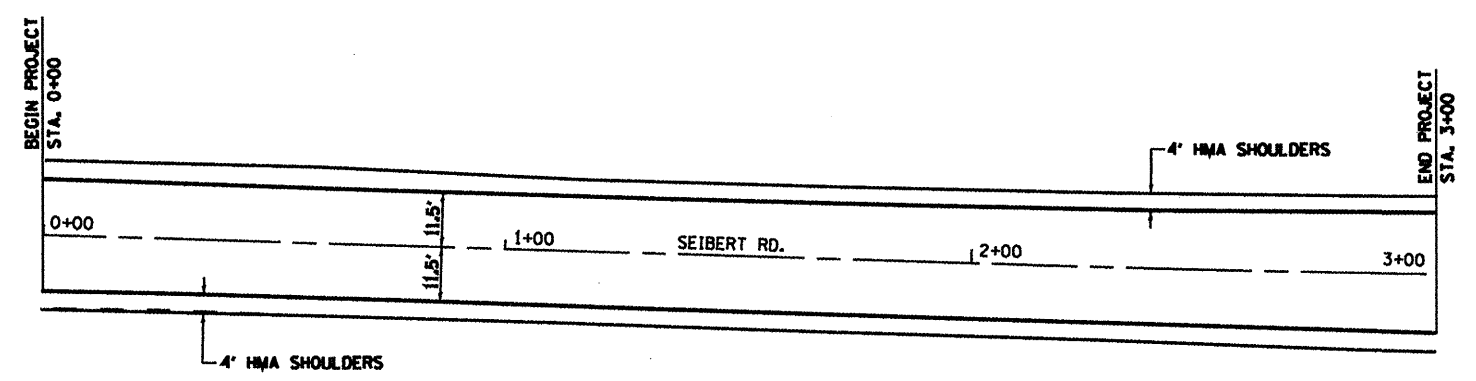 BEGIN PROJECT
STA. 0+00
END PROJECT
STA. 3+00
4' HMA SHOULDERS
0+00
11.5'
11.5'
1+00
SEIBERT RD.
2+00
3+00
4' HMA SHOULDERS